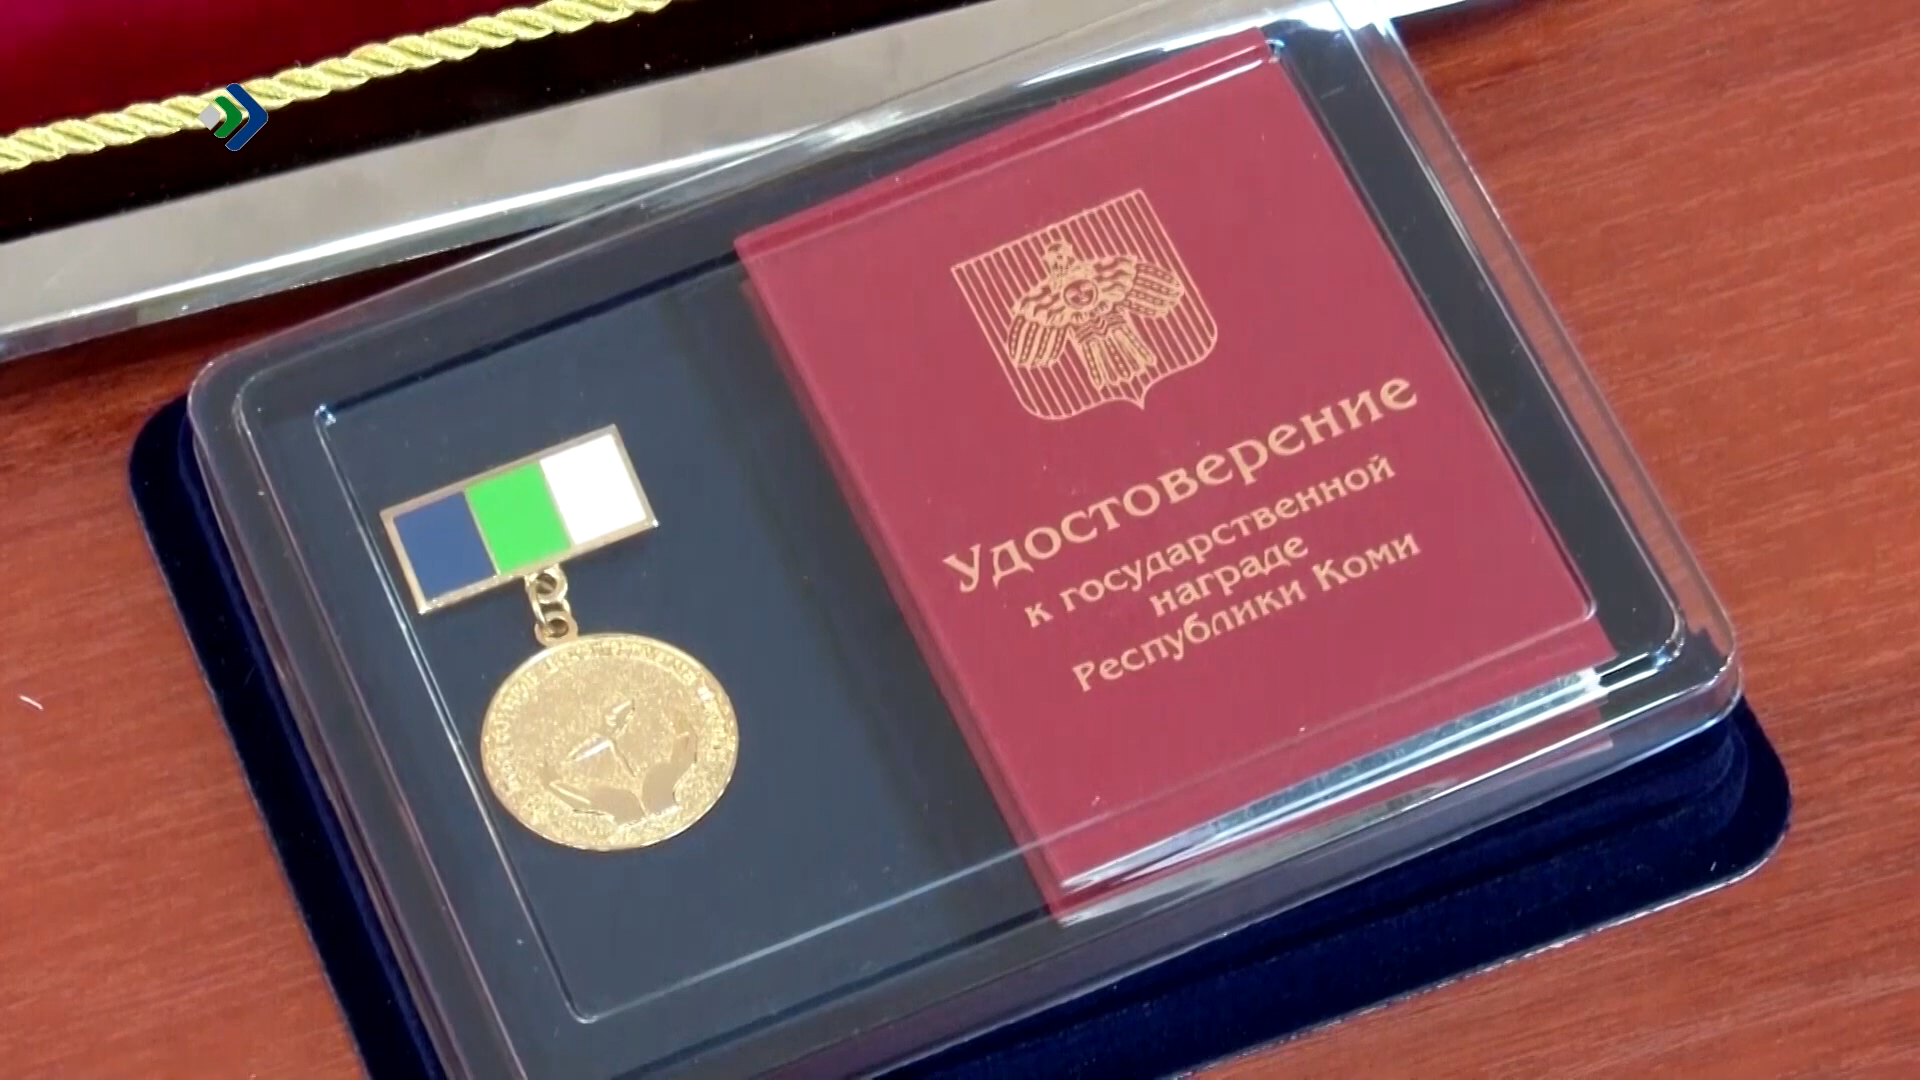 Удостоверение
к государственной
награде
Республики Коми